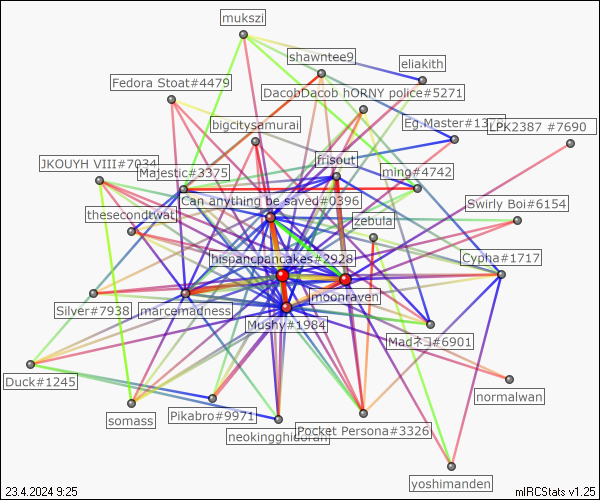 mukszi
shawntee9
eliakith
Fedora Stoat#4479
DacobDacob hORNY police#5271
bigcitysamurai
Eg.Master#1378
LPK2387 #7690
frisout
JKOUYH VIII#7034
Majestic#3375
ming#4742
Can anything be saved#0396
Swirly Boi#6154
thesecondtwat
zebula
hispancpancakes#2928
Cypha#1717
moonraven
Silver#7938
marcemadness
Mushy#1984
Madネコ#6901
Duck#1245
normalwan
somass
Pikabro#9971
neokingghidorah
Pocket Persona#3326
yoshimanden
23.4.2024 9:25
mIRCStats v1.25